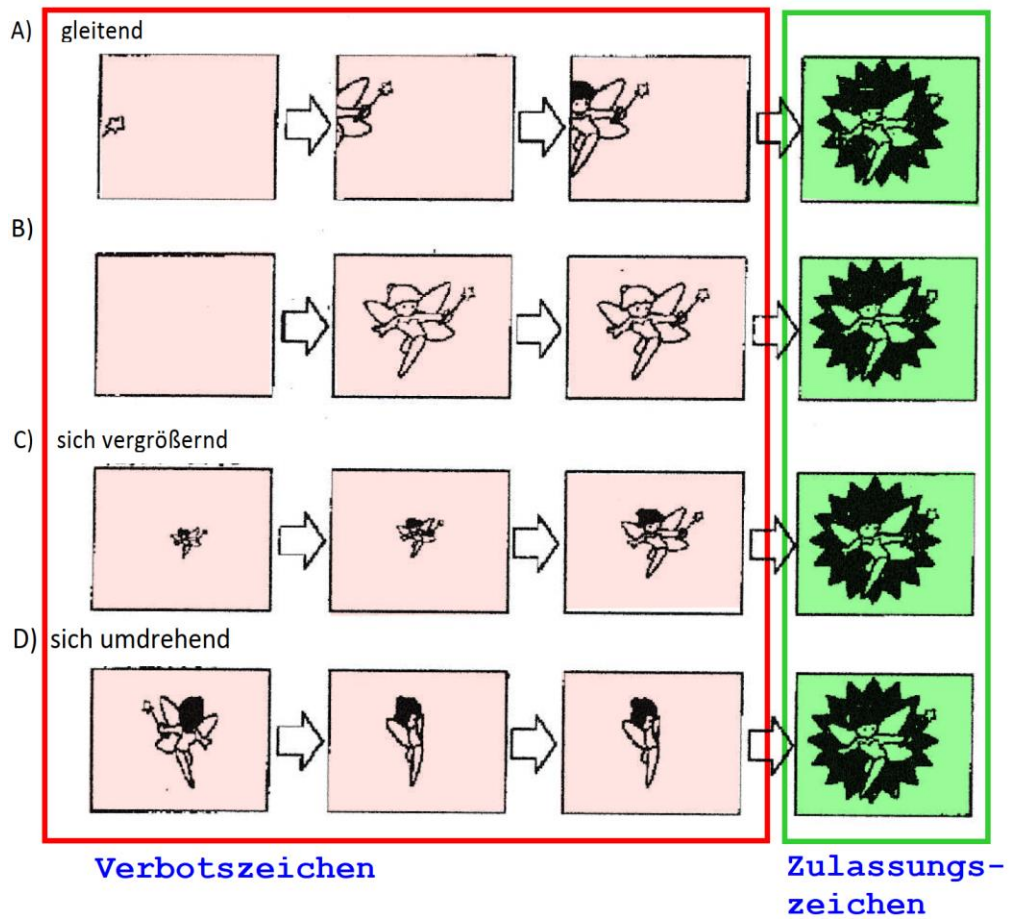 A) gleitend
B)
C) sich vergrößernd
D) sich umdrehend
Verbotszeichen
Zulassungs-
zeichen